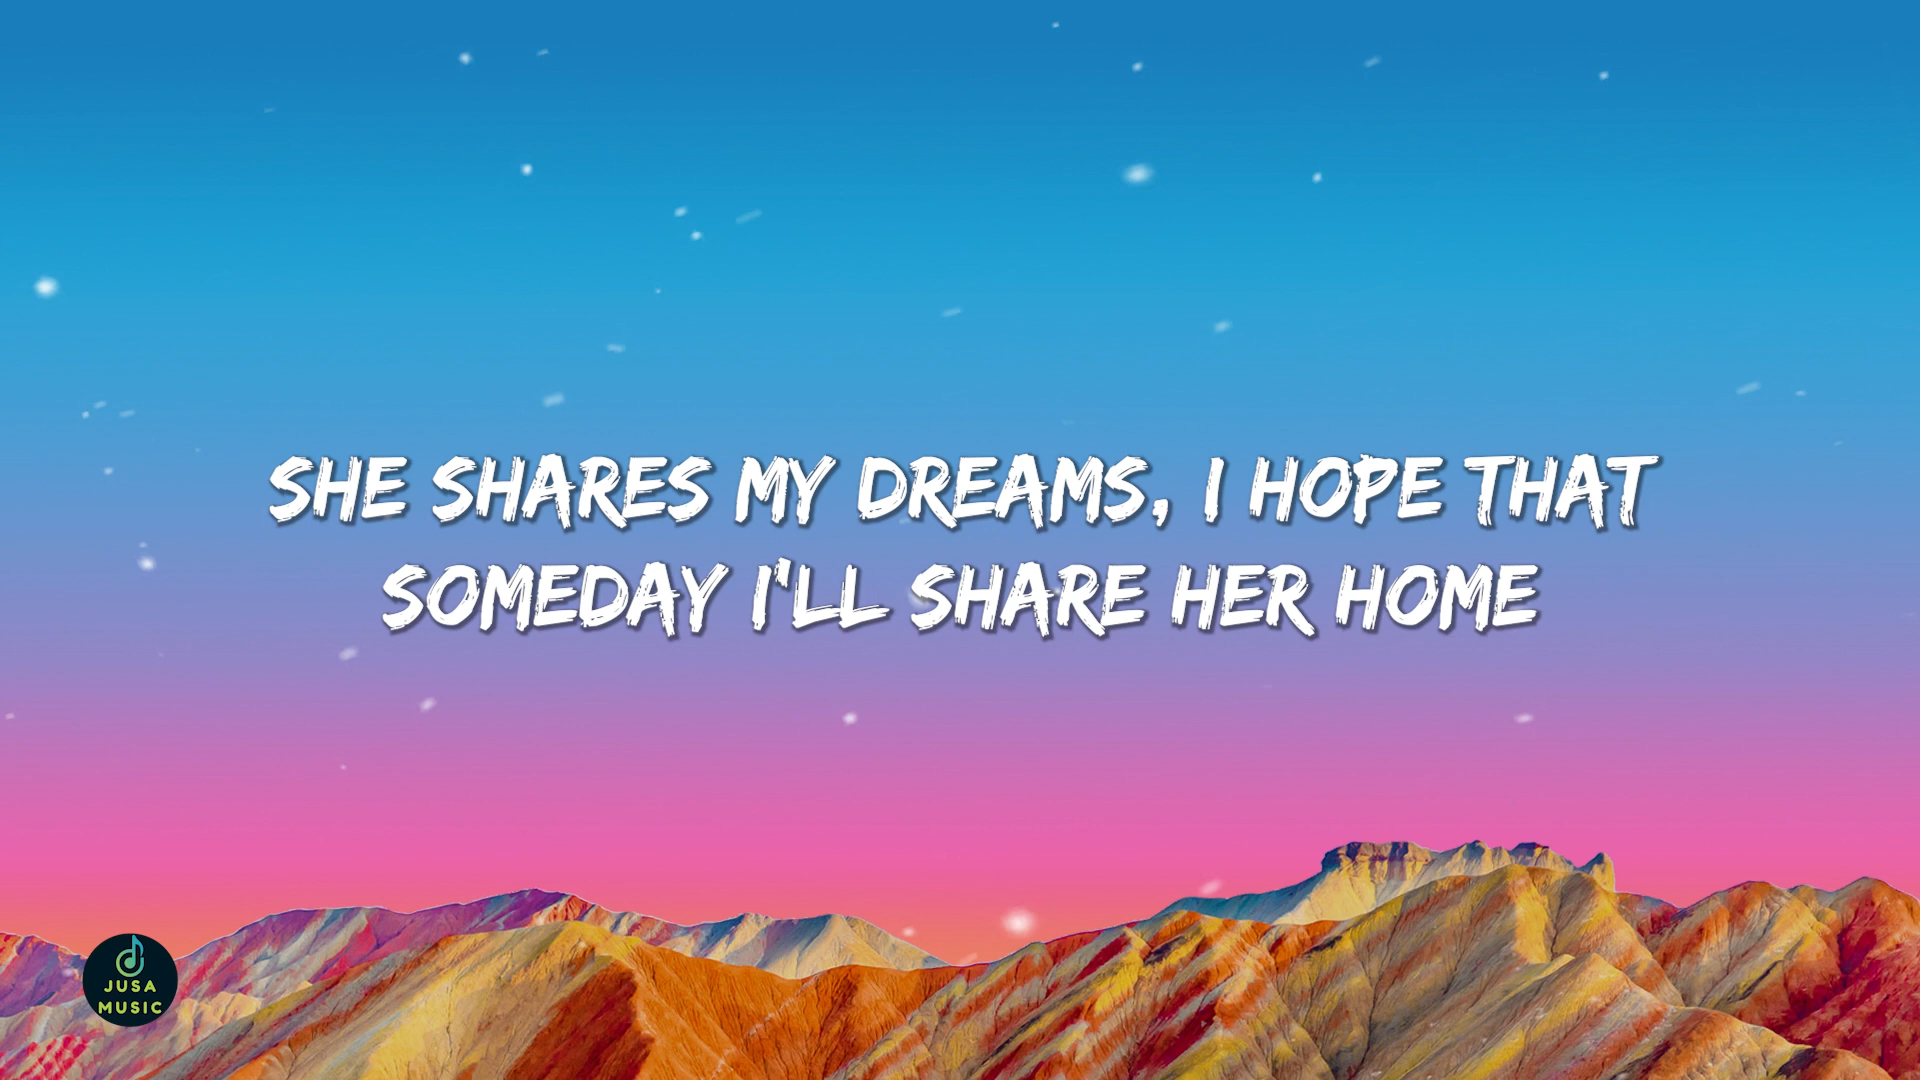 SHE SHARES MY DREAMS, I HOPE THAT
SOMEDAY I'LL SHARE HER HOME
JUSA
MUSIC